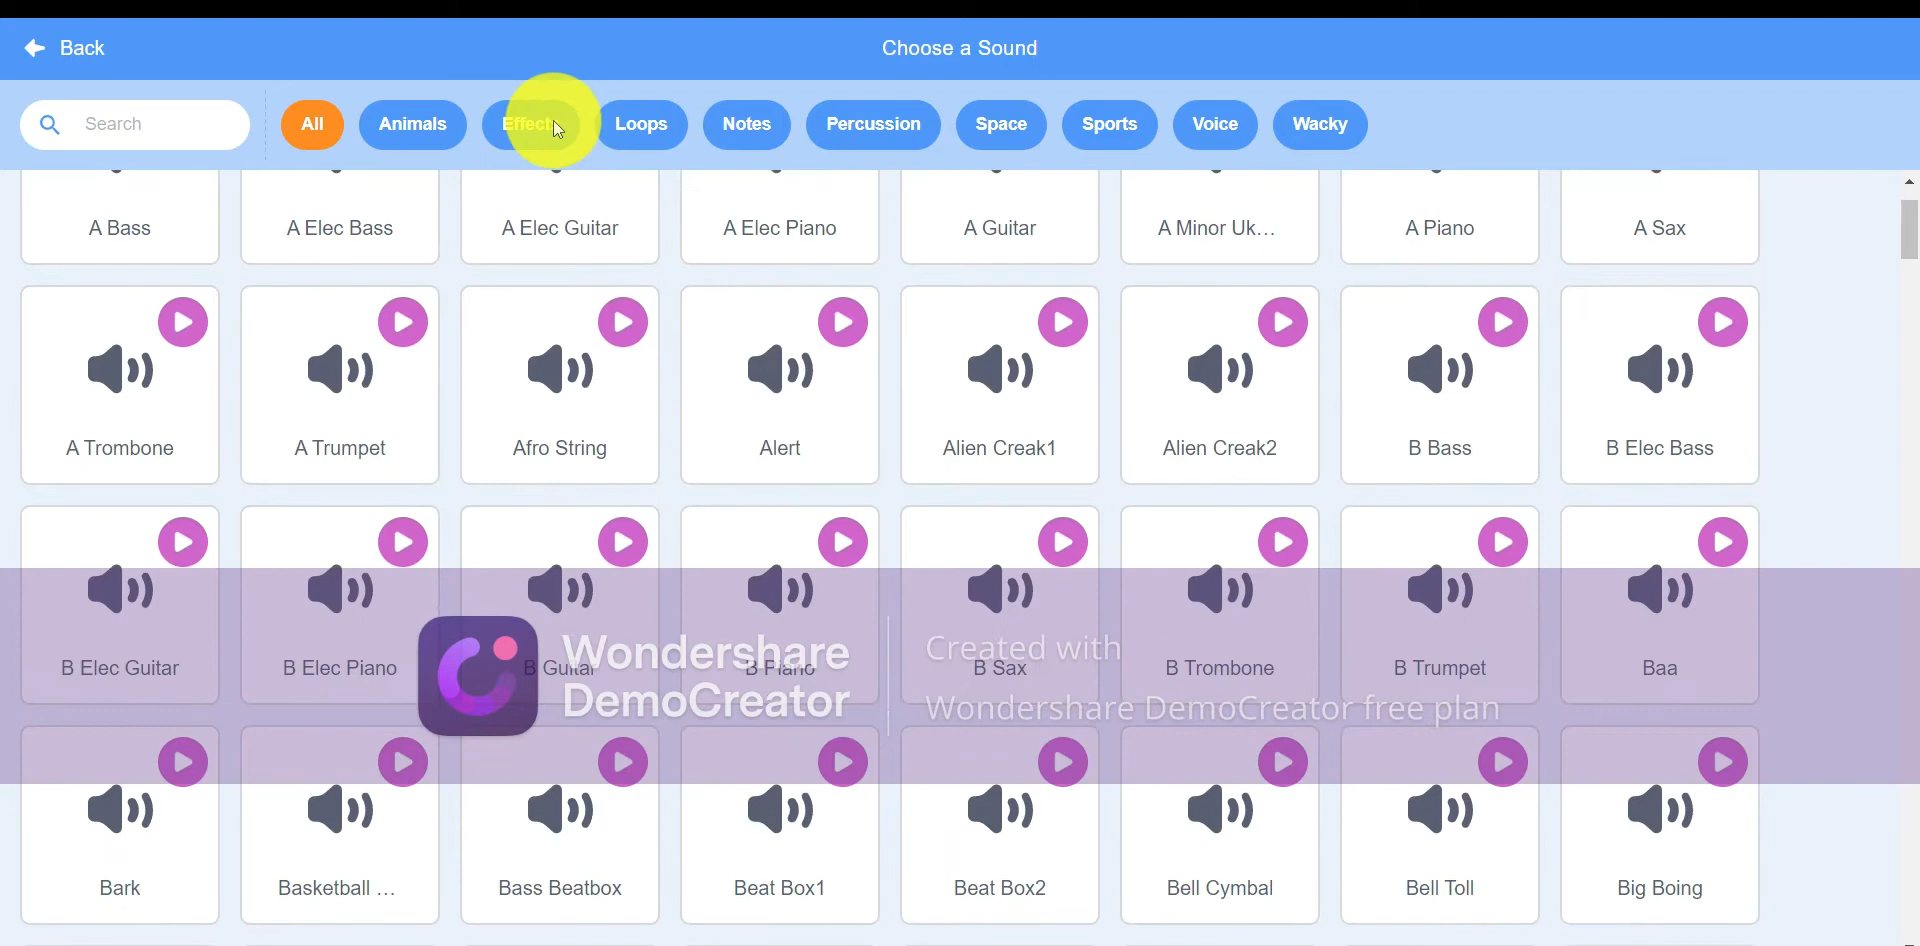 Back
Choose a Sound
Search
All
Animals
Effects
Loops
Notes
Percussion
Space
Sports
Voice
Wacky
A Bass
A Elec Bass
A Elec Guitar
A Elec Piano
A Guitar
A Minor Uk...
A Piano
A Sax
A Trombone
A Trumpet
Afro String
Alert
Alien Creak1
Alien Creak2
B Bass
B Elec Bass
B Elec Guitar
B Elec Piano
B Guitar
B Piano
B Sax
B Trombone
B Trumpet
Baa
Wondershare
DemoCreator
Created with
Wondershare DemoCreator free plan
Bark
Basketball ...
Bass Beatbox
Beat Box1
Beat Box2
Bell Cymbal
Bell Toll
Big Boing